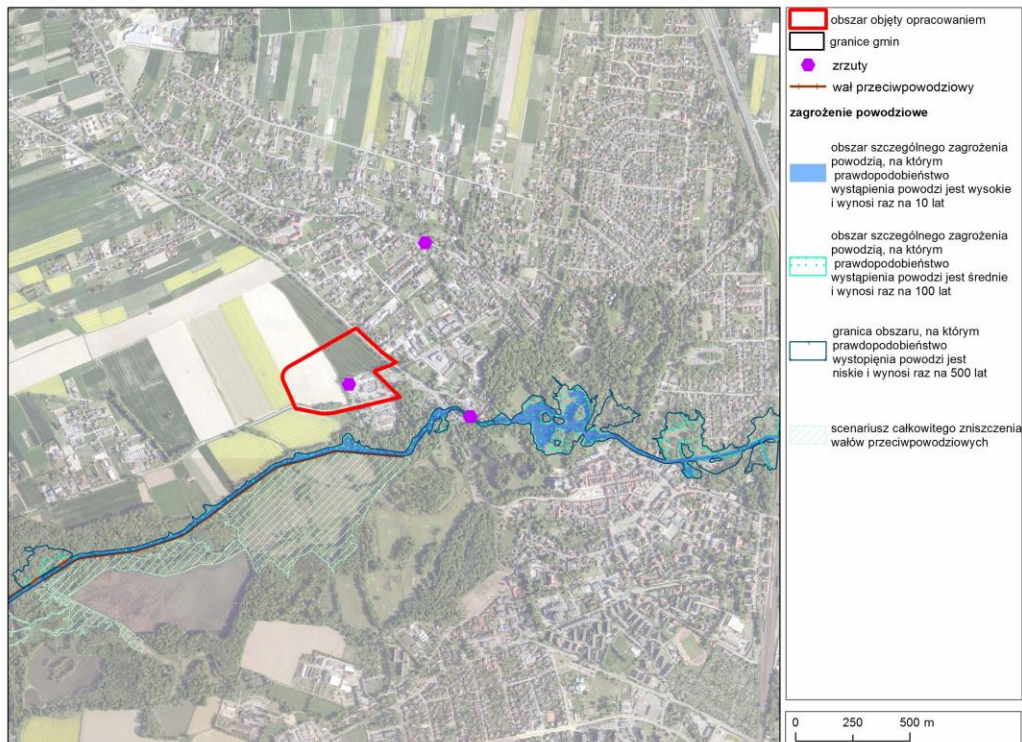 obszar objęty opracowaniem
granice gmin
zrzuty
wał przeciwpowodziowy
zagrożenie powodziowe
obszar szczególnego zagrożenia
powodzią, na którym
prawdopodobieństwo
wystąpienia powodzi jest wysokie
i wynosi raz na 10 lat
obszar szczególnego zagrożenia
powodzią, na którym
prawdopodobieństwo
wystąpienia powodzi jest średnie
i wynosi raz na 100 lat
granica obszaru, na którym
prawdopodobieństwo
wystopięnia powodzi jest
niskie i wynosi raz na 500 lat
scenariusz całkowitego zniszczenia
wałów przeciwpowodziowych
0 250 500 m